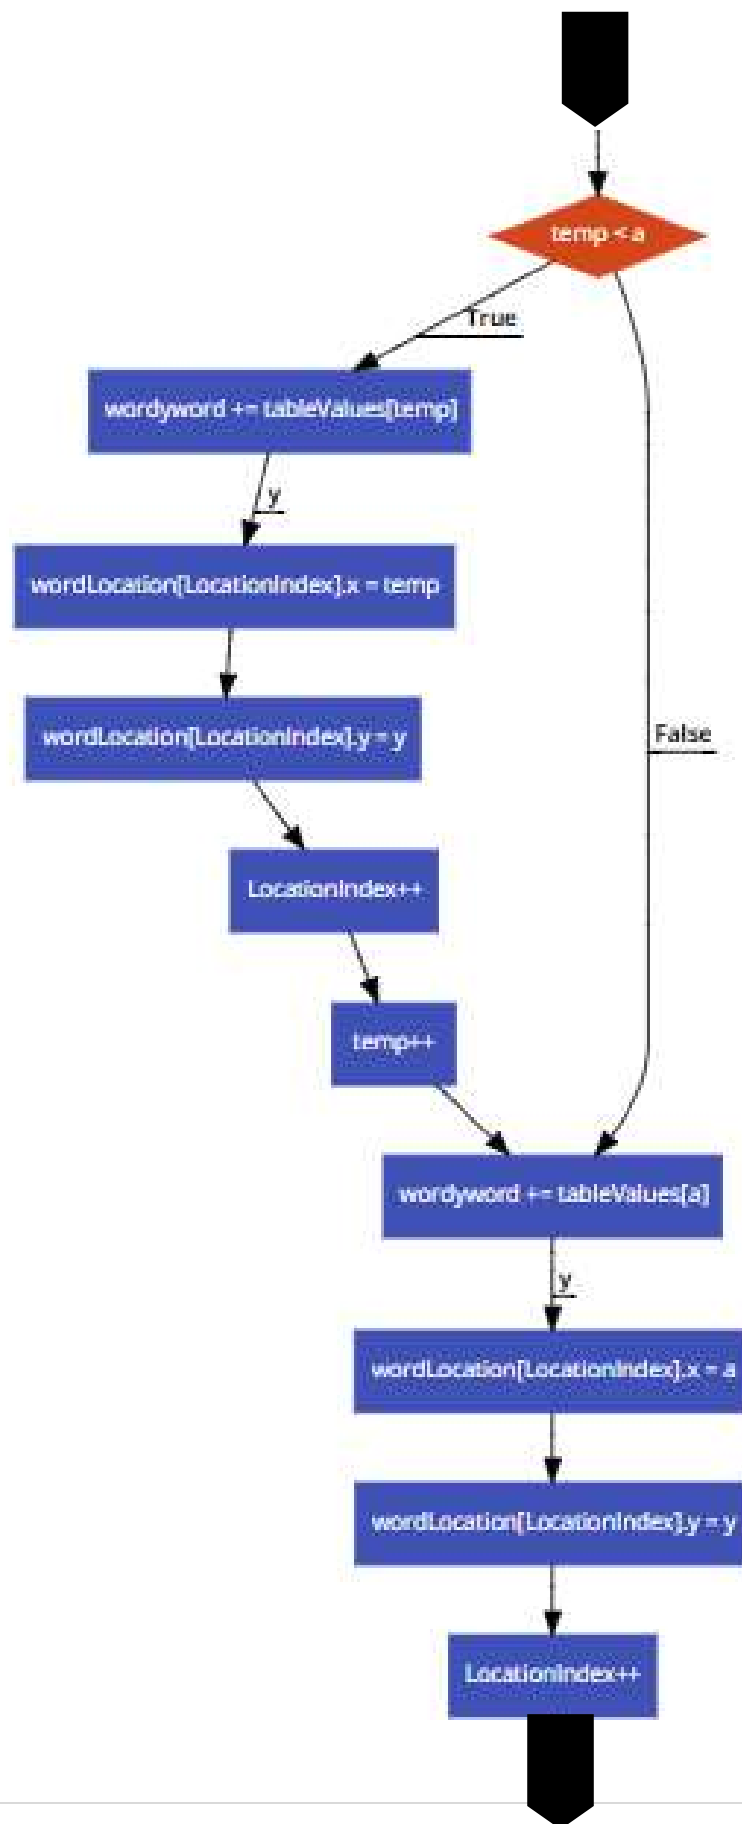 temp < a
True
wordyword += tableValues[temp]
y
wordLocation[LocationIndex].x = temp
wordLocation[LocationIndex].y = y
False
LocationIndex++
temp++
wordyword += tableValues[a]
y
wordLocation[LocationIndex].x = a
wordLocation[LocationIndex].y = y
LocationIndex++